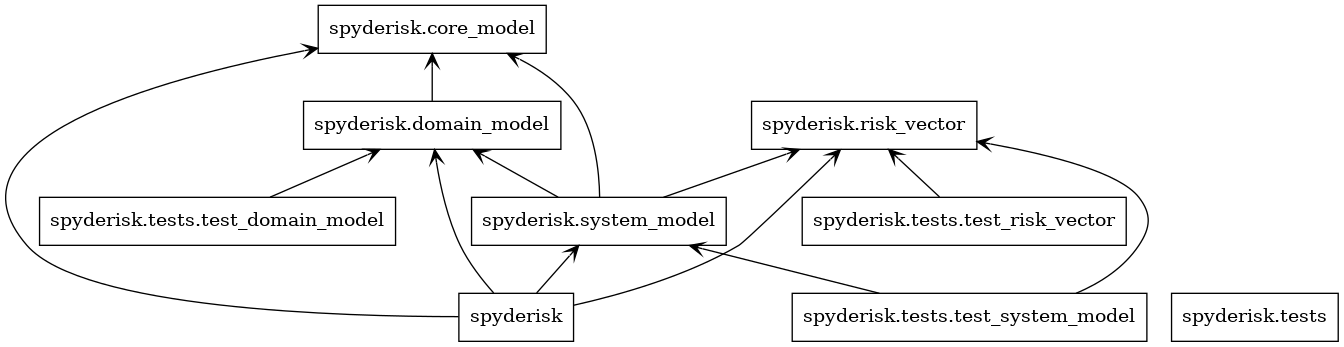 spyderisk.core_model
spyderisk.domain_model
spyderisk.risk_vector
spyderisk.tests.test_domain_model
spyderisk.system_model
spyderisk.tests.test_risk_vector
spyderisk
spyderisk.tests.test_system_model
spyderisk.tests